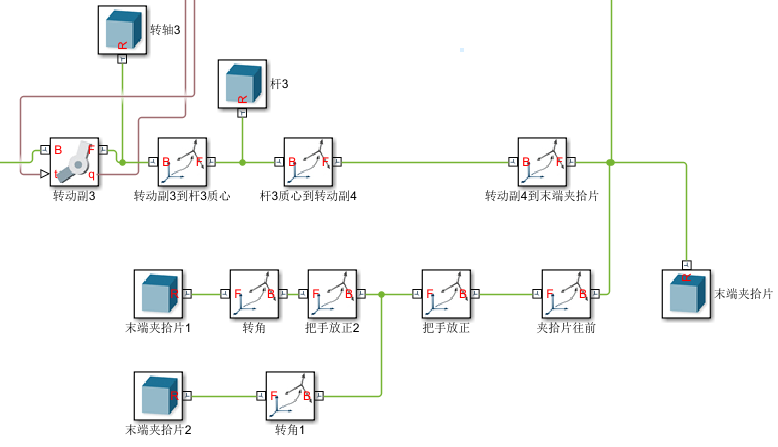 转轴3
R
R
杆3
B F
t q
B F
B F
B F
转动副3
转动副3到杆3质心
杆3质心到转动副4
转动副4到末端夹拾片
R
F B
F B
F B
F B
R
末端夹拾片
末端夹拾片1
转角
把手放正2
把手放正
夹拾片往前
R
F B
末端夹拾片2
转角1